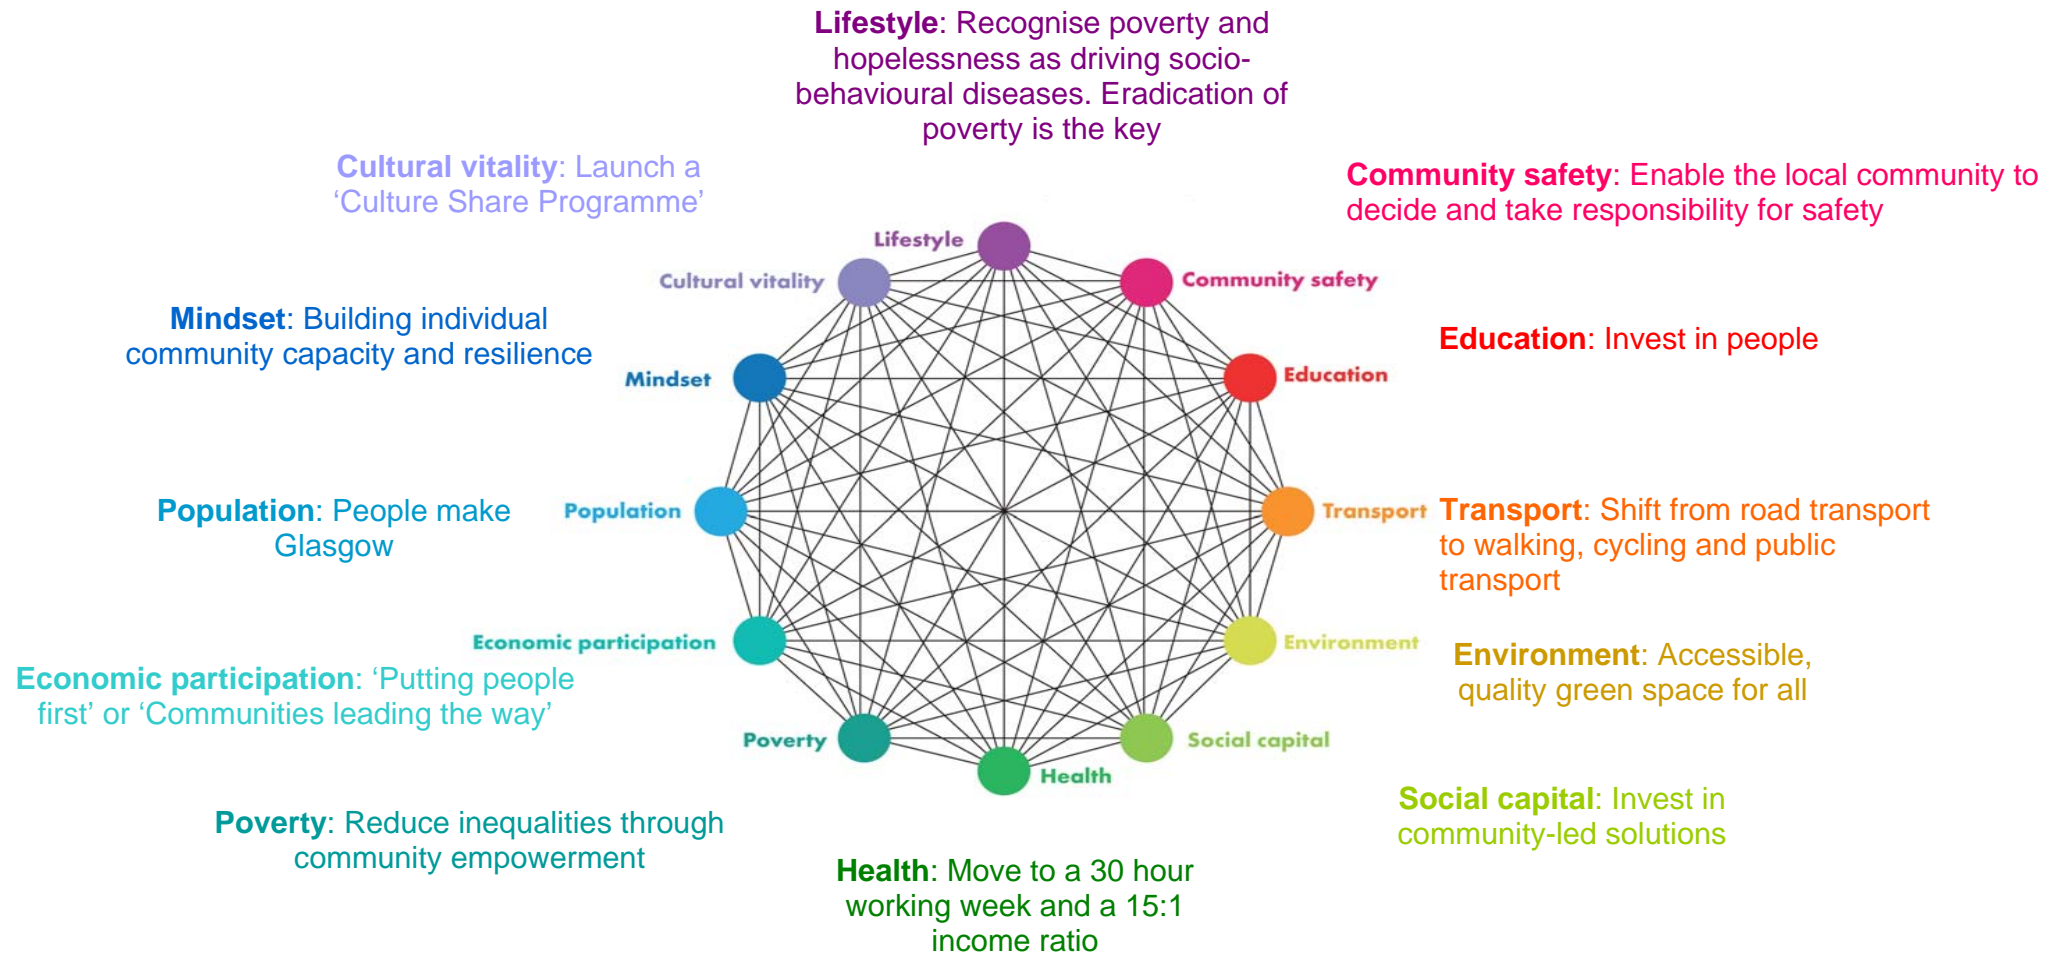 Lifestyle: Recognise poverty and
hopelessness as driving socio-
behavioural diseases. Eradication of
poverty is the key
Cultural vitality: Launch a
‘Culture Share Programme’
Community safety: Enable the local community to
decide and take responsibility for safety
Lifestyle
Cultural vitality
Community safety
Mindset: Building individual
community capacity and resilience
Education: Invest in people
Mindset
Education
Population: People make
Glasgow
Population
Transport
Transport: Shift from road transport
to walking, cycling and public
transport
Economic participation
Environment
Environment: Accessible,
quality green space for all
Economic participation: ‘Putting people
first’ or ‘Communities leading the way’
Poverty
Social capital
Health
Social capital: Invest in
community-led solutions
Poverty: Reduce inequalities through
community empowerment
Health: Move to a 30 hour
working week and a 15:1
income ratio